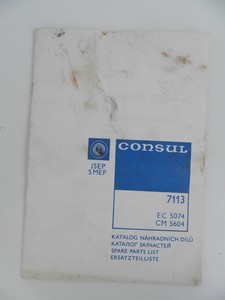 consul
JSEP
SMEP
7113
EC 5074
CM 5604
KATALOG NÁHRADNÍCH DÍLŮ
КАТАЛОГ ЗАПЧАСТЕЙ
SPARE PARTS LIST
ERSATZTEILLISTE